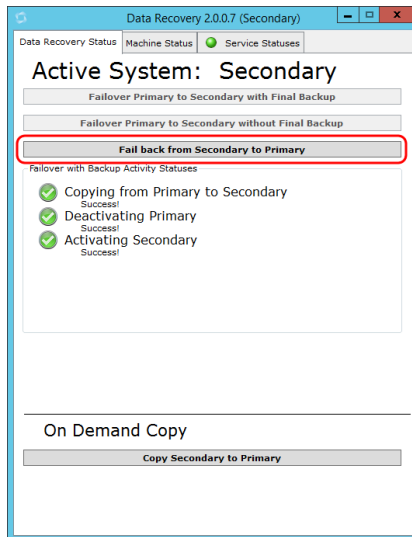 Data Recovery 2.0.0.7 (Secondary)
Data Recovery Status Machine Status Service Statuses
Active System: Secondary
Failover Primary to Secondary with Final Backup
Failover Primary to Secondary without Final Backup
Fail back from Secondary to Primary
Failover with Backup Activity Statuses
Copying from Primary to Secondary
Success!
Deactivating Primary
Success!
Activating Secondary
Success!
On Demand Copy
Copy Secondary to Primary